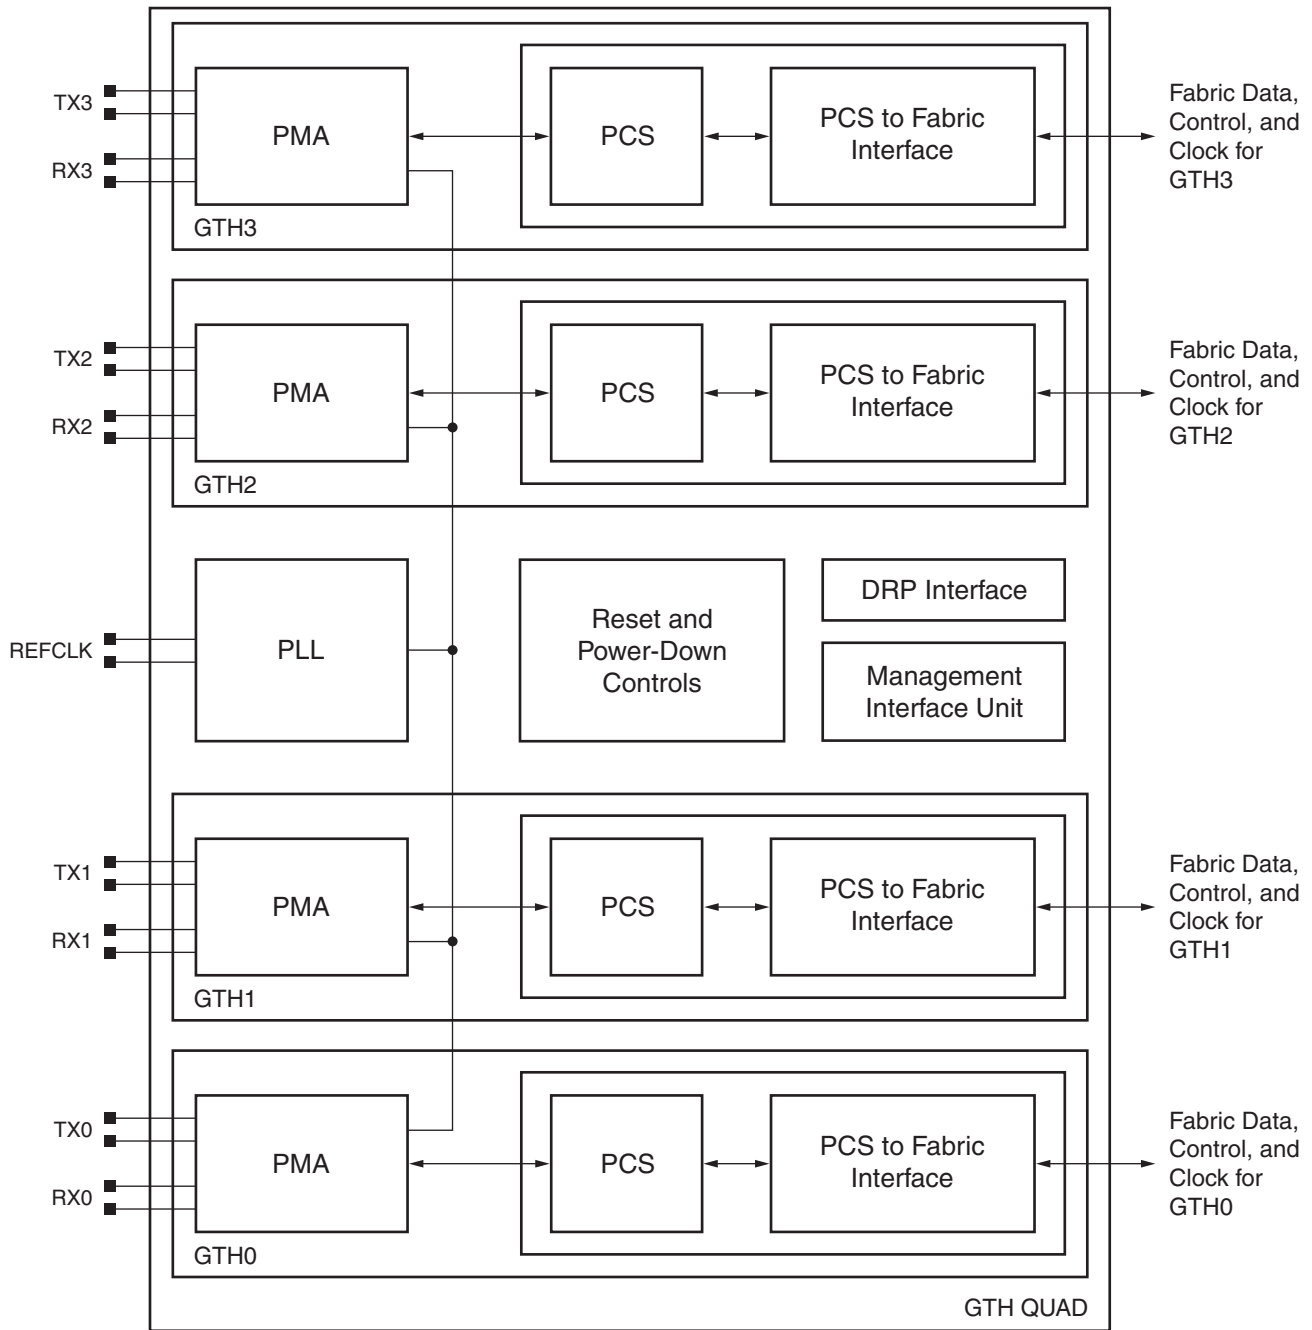 TX3
RX3
PMA
PCS
PCS to Fabric
Interface
Fabric Data,
Control, and
Clock for
GTH3
GTH3
TX2
RX2
PMA
PCS
PCS to Fabric
Interface
Fabric Data,
Control, and
Clock for
GTH2
GTH2
REFCLK
PLL
Reset and
Power-Down
Controls
DRP Interface
Management
Interface Unit
TX1
RX1
PMA
PCS
PCS to Fabric
Interface
Fabric Data,
Control, and
Clock for
GTH1
GTH1
TX0
RX0
PMA
PCS
PCS to Fabric
Interface
Fabric Data,
Control, and
Clock for
GTH0
GTH0
GTH QUAD